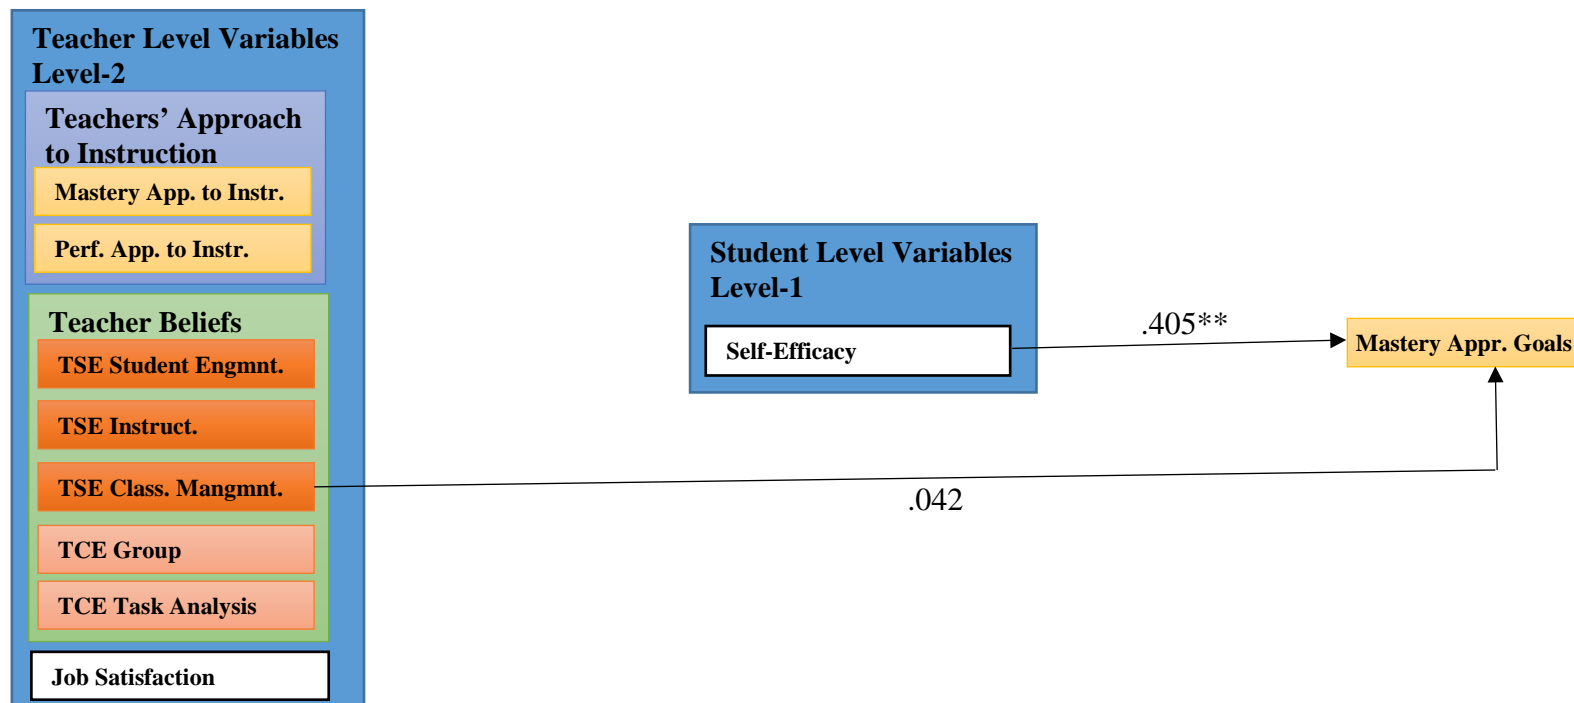 Teacher Level Variables
Level-2
Teachers’ Approach
to Instruction
Mastery App. to Instr.
Perf. App. to Instr.
Teacher Beliefs
TSE Student Engmnt.
TSE Instruct.
TSE Class. Mangmnt.
TCE Group
TCE Task Analysis
Job Satisfaction
Student Level Variables
Level-1
Self-Efficacy
.405**
.042
Mastery Appr. Goals